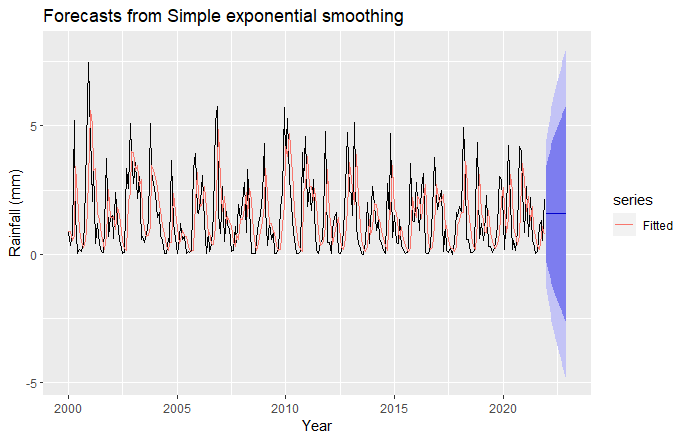 Forecasts from Simple exponential smoothing
Rainfall (mm)
5
0
-5
2000
2005
2010
2015
2020
Year
series
Fitted